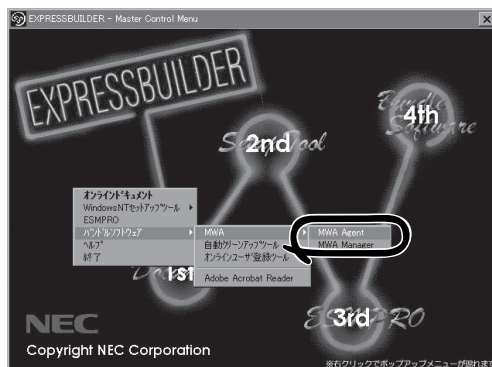 EXPRESSBUILDER - Master Control Menu
EXPRESSBUILDER
Bundle Software
4th
Setup Tool
2nd
オンラインドキュメント
WindowsNTセットアップツール
ESMPRO
バンドルソフトウェア
ヘルプ
終了
MWA
自動クリーンアップツール
オンラインユーザ登録ツール
Adobe Acrobat Reader
MWA Agent
MWA Manager
1st
ESMPRO
3rd
NEC
Copyright NEC Corporation
※右クリックでポップアップメニューが現れます